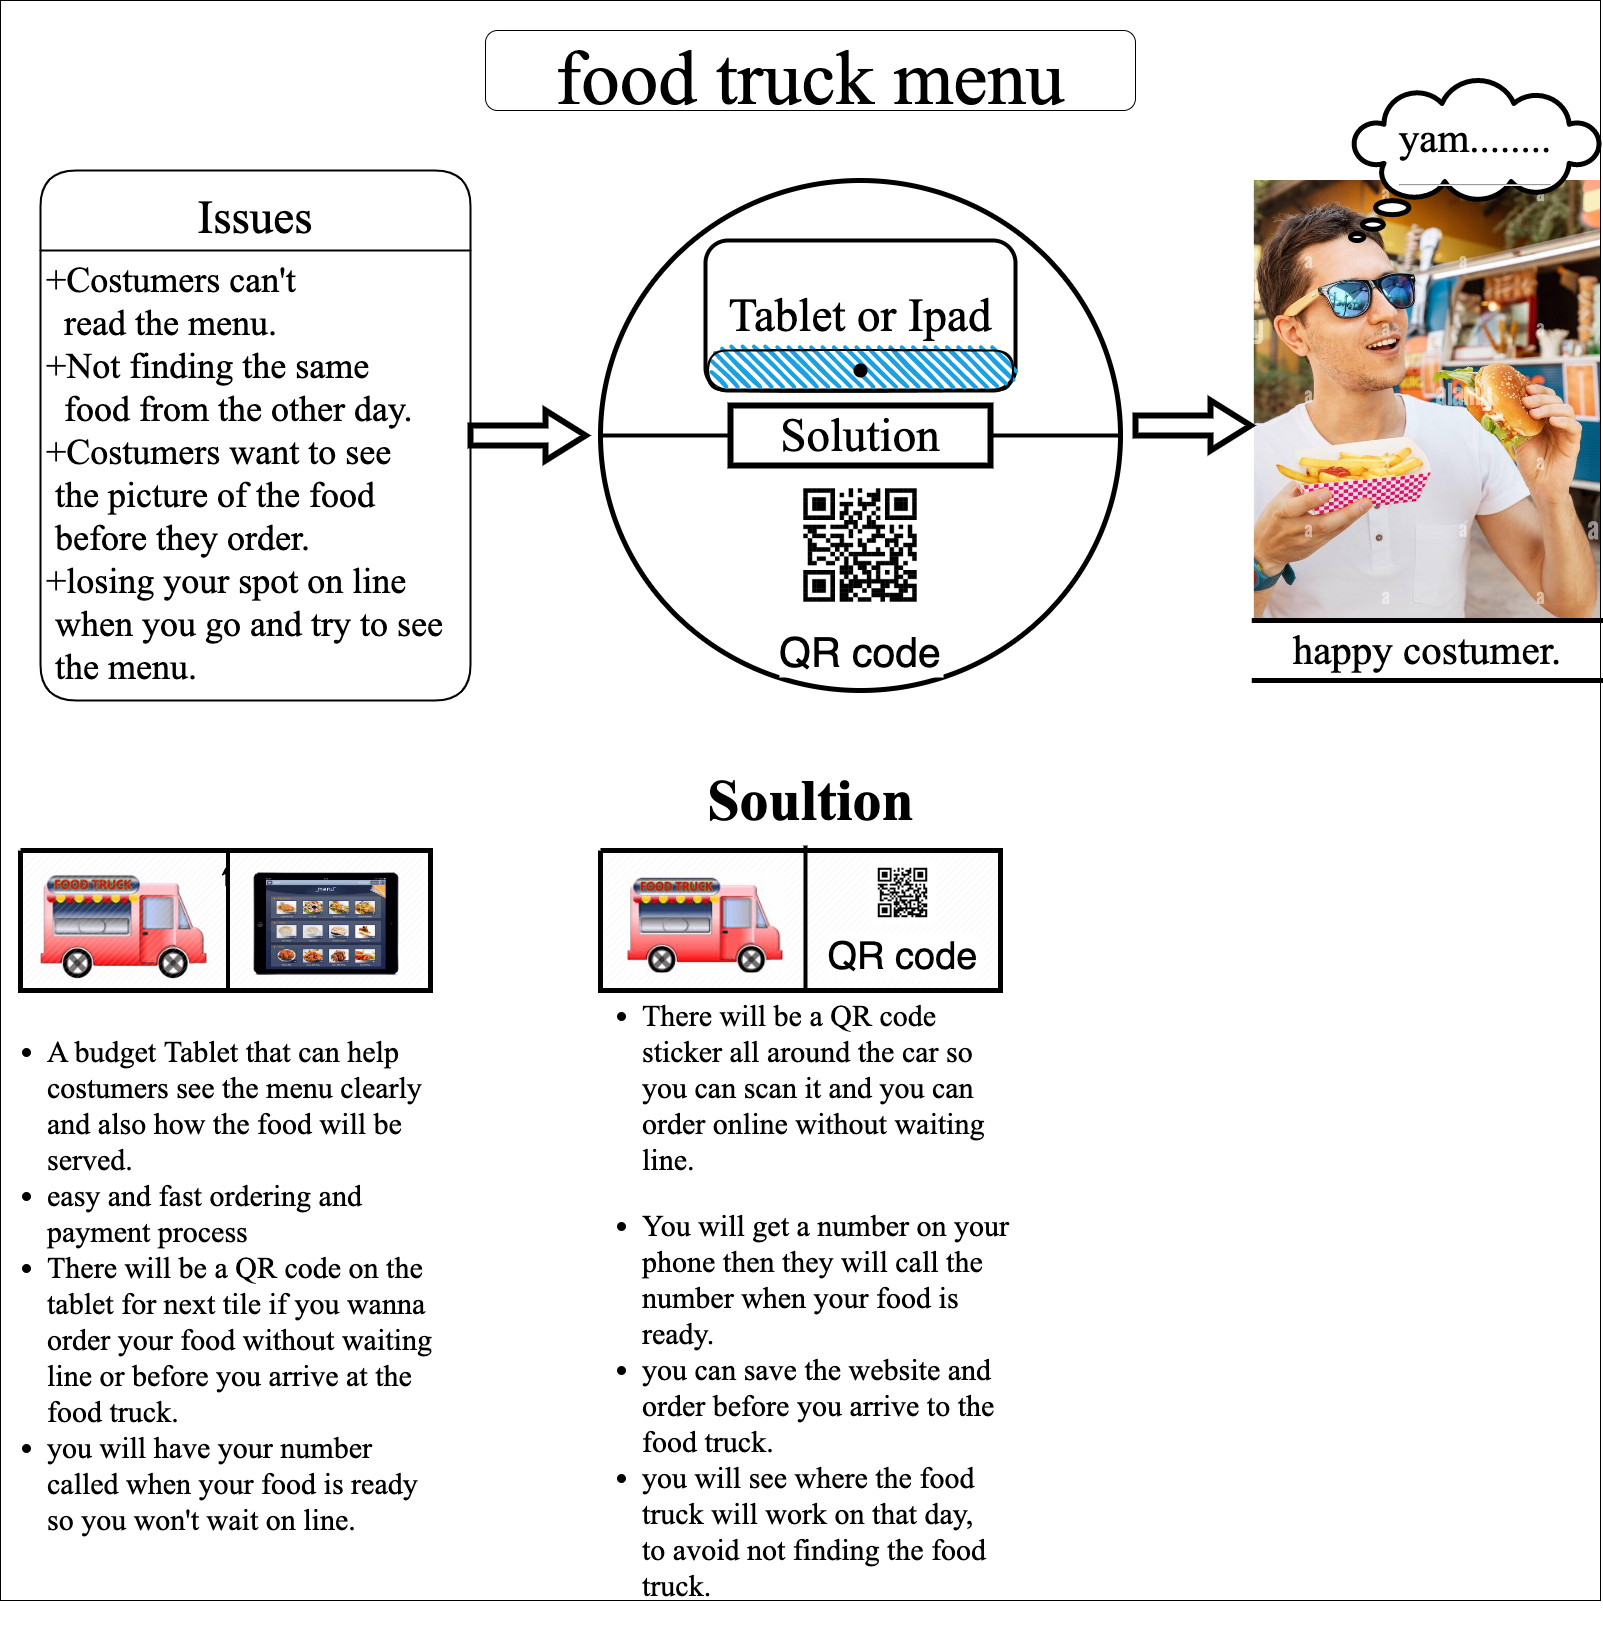 food truck menu
yam........
Issues
+Costumers can't
read the menu.
+Not finding the same
food from the other day.
+Costumers want to see
the picture of the food
before they order.
+losing your spot on line
when you go and try to see
the menu.
Tablet or Ipad
Solution
QR code
alamy
happy costumer.
Soultion
FOOD TRUCK
menu
A budget Tablet that can help
costumers see the menu clearly
and also how the food will be
served.
easy and fast ordering and
payment process
There will be a QR code on the
tablet for next tile if you wanna
order your food without waiting
line or before you arrive at the
food truck.
you will have your number
called when your food is ready
so you won't wait on line.
FOOD TRUCK
QR code
There will be a QR code
sticker all around the car so
you can scan it and you can
order online without waiting
line.
You will get a number on your
phone then they will call the
number when your food is
ready.
you can save the website and
order before you arrive to the
food truck.
you will see where the food
truck will work on that day,
to avoid not finding the food
truck.